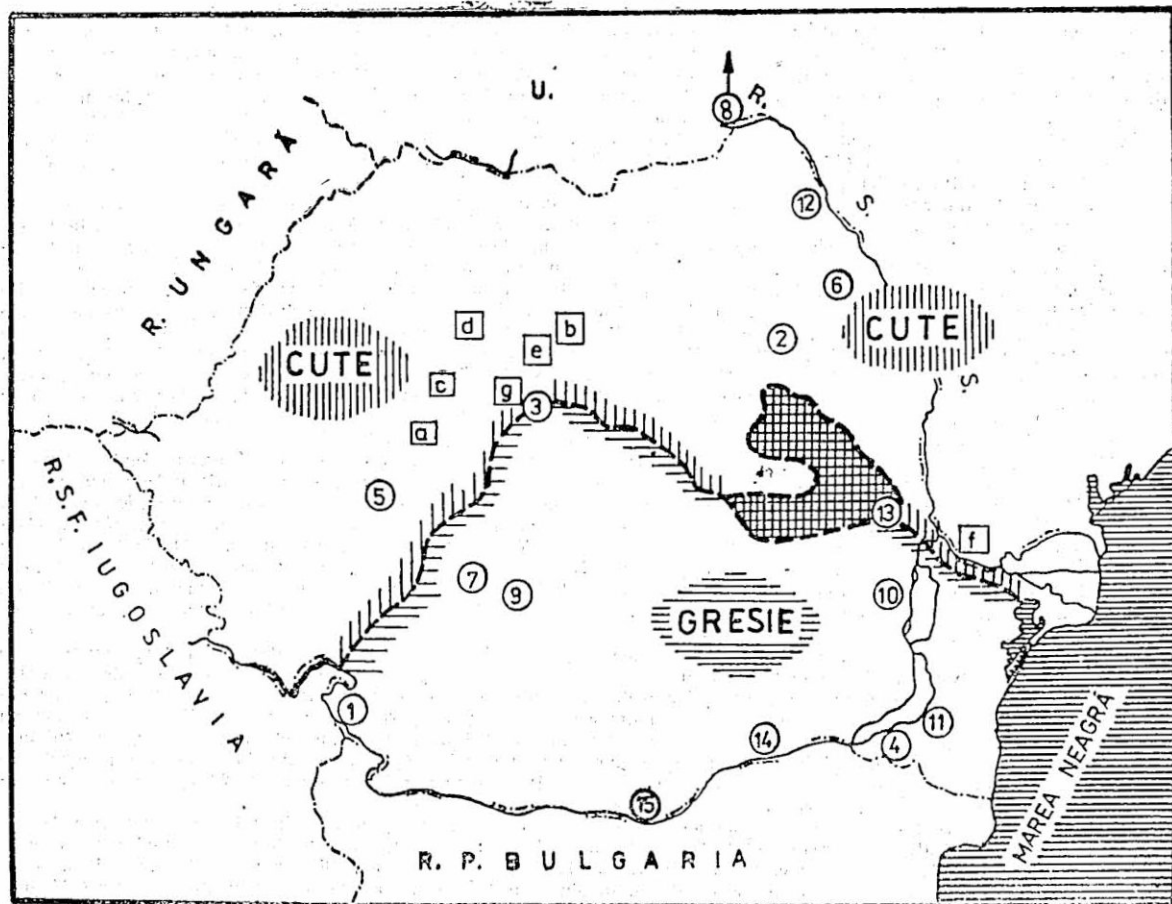 U.
R.
8
R. UNGARĂ
12
S.
6
d
b
2
CUTE
CUTE
e
c
g
3
S.
a
R.S.F. IUGOSLAVIA
5
13
f
7
9
10
GRESIE
1
11
14
4
15
MAREA NEAGRĂ
R. P. BULGARIA